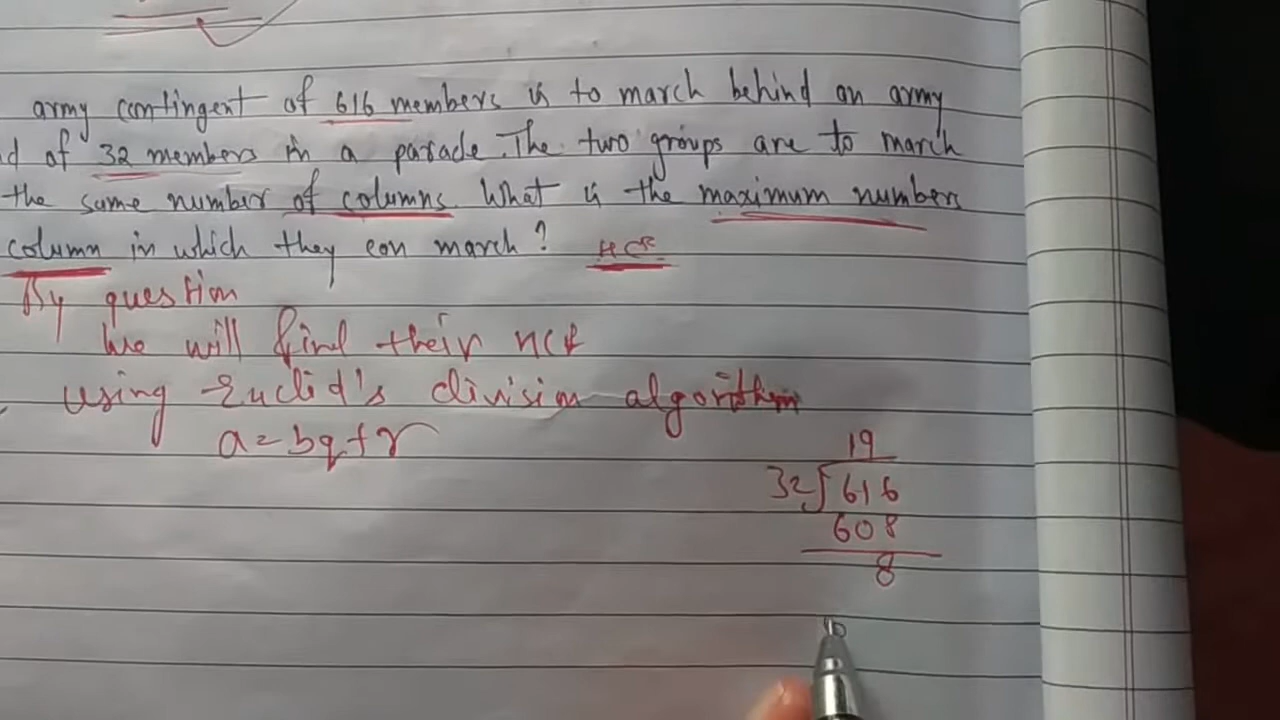 army contingent of 616 members is to march behind an army
d of 32 members in a parade. The two groups are to march
the same number of columns. What is the maximum numbers
column in which they can march? HCF
By question
We will find their HCF
using Euclid's division algorithm
a=bq+r
19
32 616
608
8